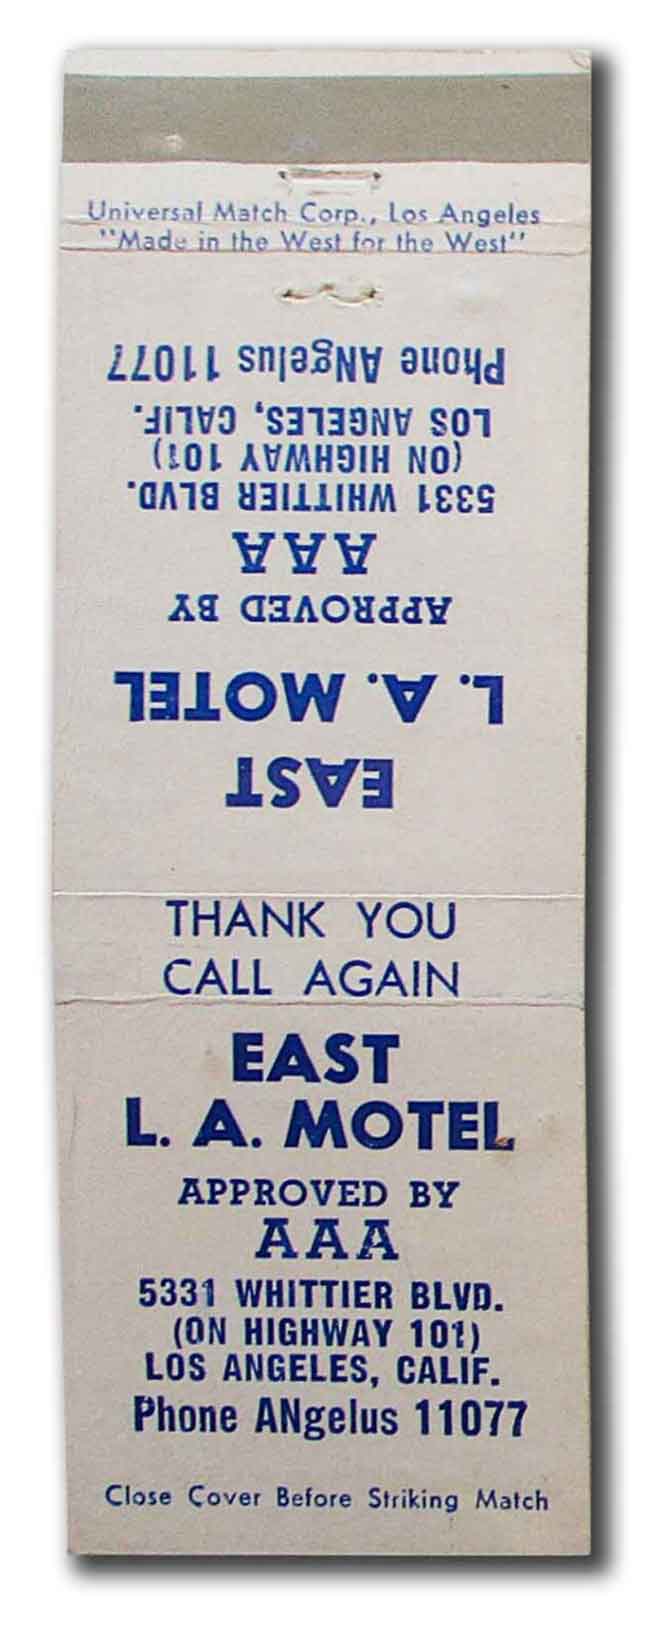 Universal Match Corp., Los Angeles
"Made in the West for the West"
EAST
L. A. MOTEL
APPROVED BY
AAA
5331 WHITTIER BLVD.
(ON HIGHWAY 101)
LOS ANGELES, CALIF.
Phone ANgelus 11077
THANK YOU
CALL AGAIN
EAST
L. A. MOTEL
APPROVED BY
AAA
5331 WHITTIER BLVD.
(ON HIGHWAY 101)
LOS ANGELES, CALIF.
Phone ANgelus 11077
Close Cover Before Striking Match